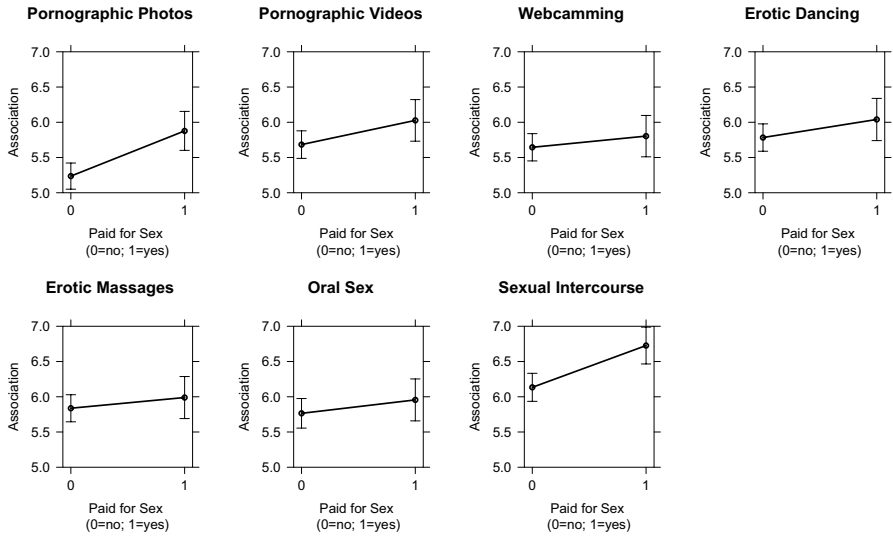 Pornographic Photos
7.0
6.5
6.0
5.5
5.0
Association
0 1
Paid for Sex
(0=no; 1=yes)
Pornographic Videos
7.0
6.5
6.0
5.5
5.0
Association
0 1
Paid for Sex
(0=no; 1=yes)
Webcamming
7.0
6.5
6.0
5.5
5.0
Association
0 1
Paid for Sex
(0=no; 1=yes)
Erotic Dancing
7.0
6.5
6.0
5.5
5.0
Association
0 1
Paid for Sex
(0=no; 1=yes)
Erotic Massages
7.0
6.5
6.0
5.5
5.0
Association
0 1
Paid for Sex
(0=no; 1=yes)
Oral Sex
7.0
6.5
6.0
5.5
5.0
Association
0 1
Paid for Sex
(0=no; 1=yes)
Sexual Intercourse
7.0
6.5
6.0
5.5
5.0
Association
0 1
Paid for Sex
(0=no; 1=yes)